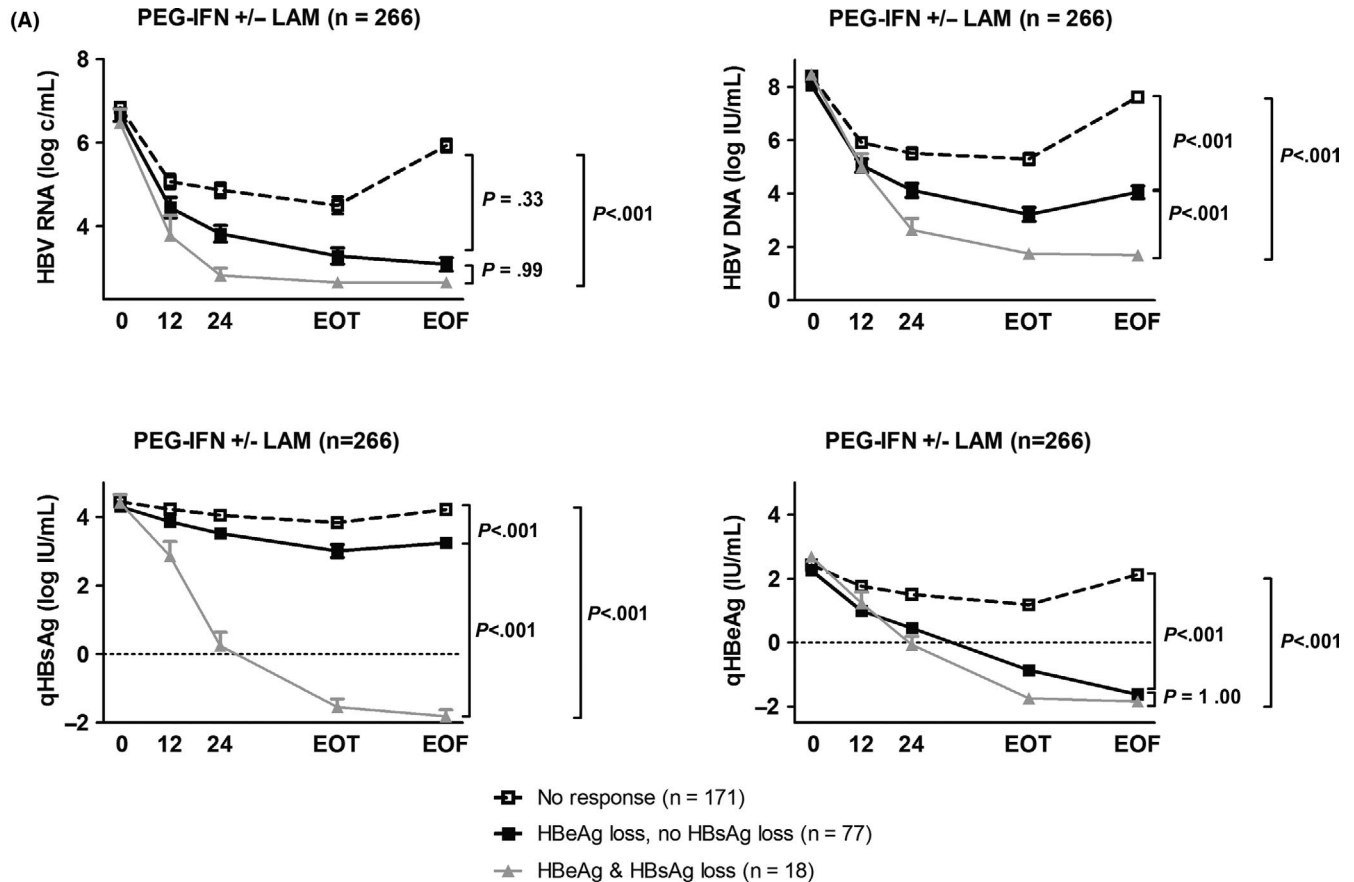 (A)
PEG-IFN +/− LAM (n = 266)
HBV RNA (log c/mL)
8
6
4
0 12 24 EOT EOF
P = .33
P = .99
P<.001
PEG-IFN +/− LAM (n = 266)
HBV DNA (log IU/mL)
8
6
4
2
0
0 12 24 EOT EOF
P<.001
P<.001
P<.001
PEG-IFN +/- LAM (n=266)
qHBsAg (log IU/mL)
4
2
0
−2
0 12 24 EOT EOF
P<.001
P<.001
P<.001
PEG-IFN +/- LAM (n=266)
qHBeAg (IU/mL)
4
2
0
−2
0 12 24 EOT EOF
P<.001
P = 1 .00
P<.001
No response (n = 171)
HBeAg loss, no HBsAg loss (n = 77)
HBeAg & HBsAg loss (n = 18)